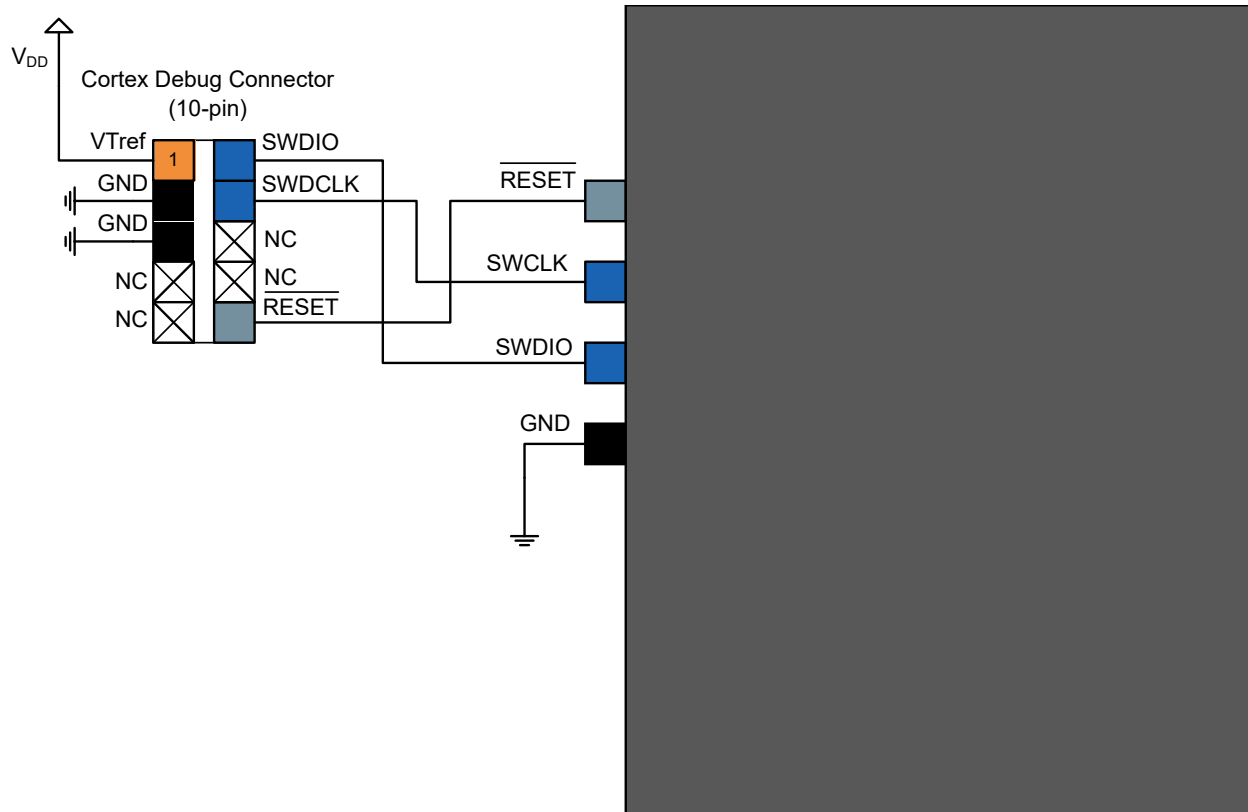 V_DD
Cortex Debug Connector
(10-pin)
VTref
1
SWDIO
GND
SWDCLK
GND
NC
NC
NC
NC
RESET
RESET
SWCLK
SWDIO
GND